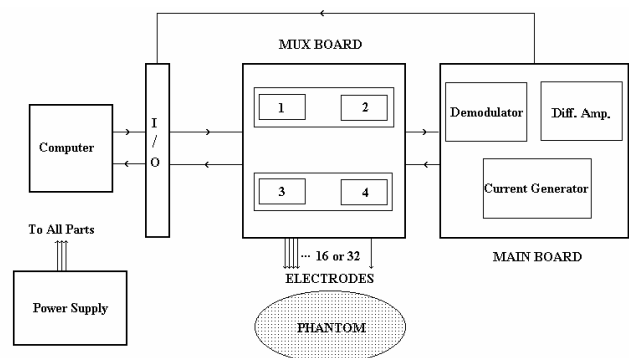 MUX BOARD
I
/
O
1
2
Demodulator
Diff. Amp.
Computer
3
4
Current Generator
To All Parts
... 16 or 32
MAIN BOARD
ELECTRODES
Power Supply
PHANTOM